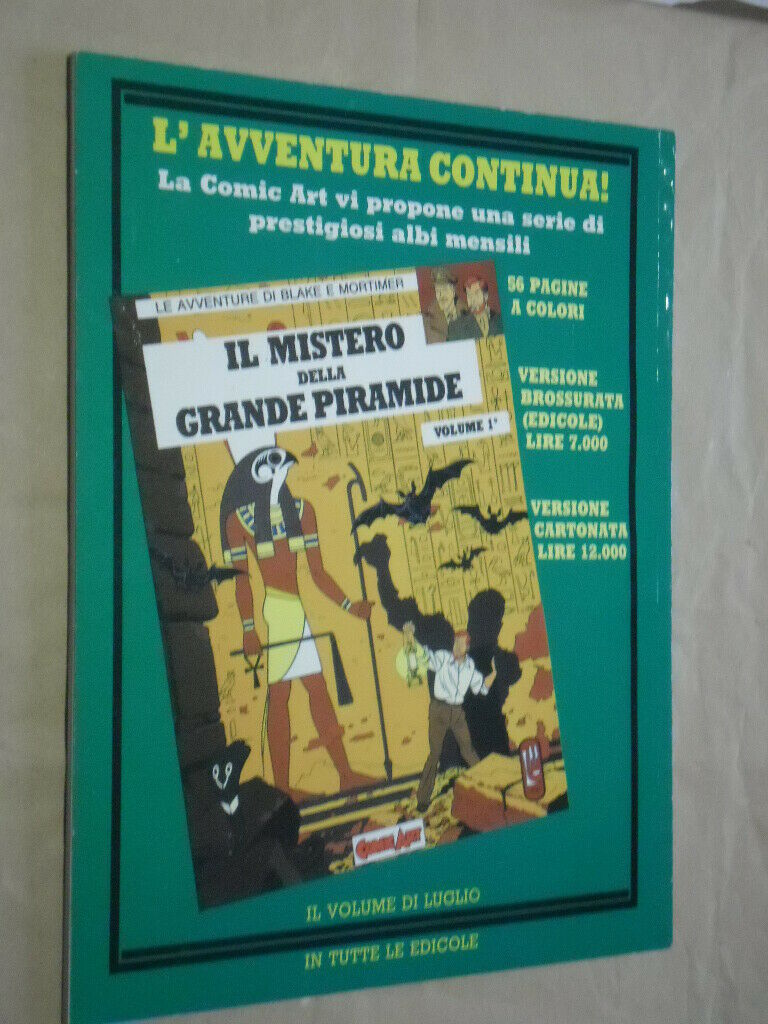 L'AVVENTURA CONTINUA!
La Comic Art vi propone una serie di
prestigiosi albi mensili
LE AVVENTURE DI BLAKE E MORTIMER
IL MISTERO
DELLA
GRANDE PIRAMIDE
VOLUME 1°
56 PAGINE
A COLORI
VERSIONE
BROSSURATA
(EDICOLE)
LIRE 7.000
VERSIONE
CARTONATA
LIRE 12.000
COMIC ART
IL VOLUME DI LUGLIO
IN TUTTE LE EDICOLE